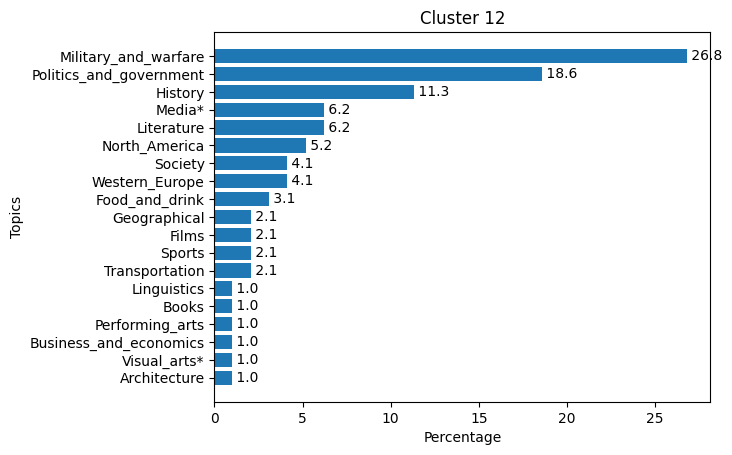 Cluster 12
Topics
Military_and_warfare 26.8
Politics_and_government 18.6
History 11.3
Media* 6.2
Literature 6.2
North_America 5.2
Society 4.1
Western_Europe 4.1
Food_and_drink 3.1
Geographical 2.1
Films 2.1
Sports 2.1
Transportation 2.1
Linguistics 1.0
Books 1.0
Performing_arts 1.0
Business_and_economics 1.0
Visual_arts* 1.0
Architecture 1.0
0 5 10 15 20 25
Percentage